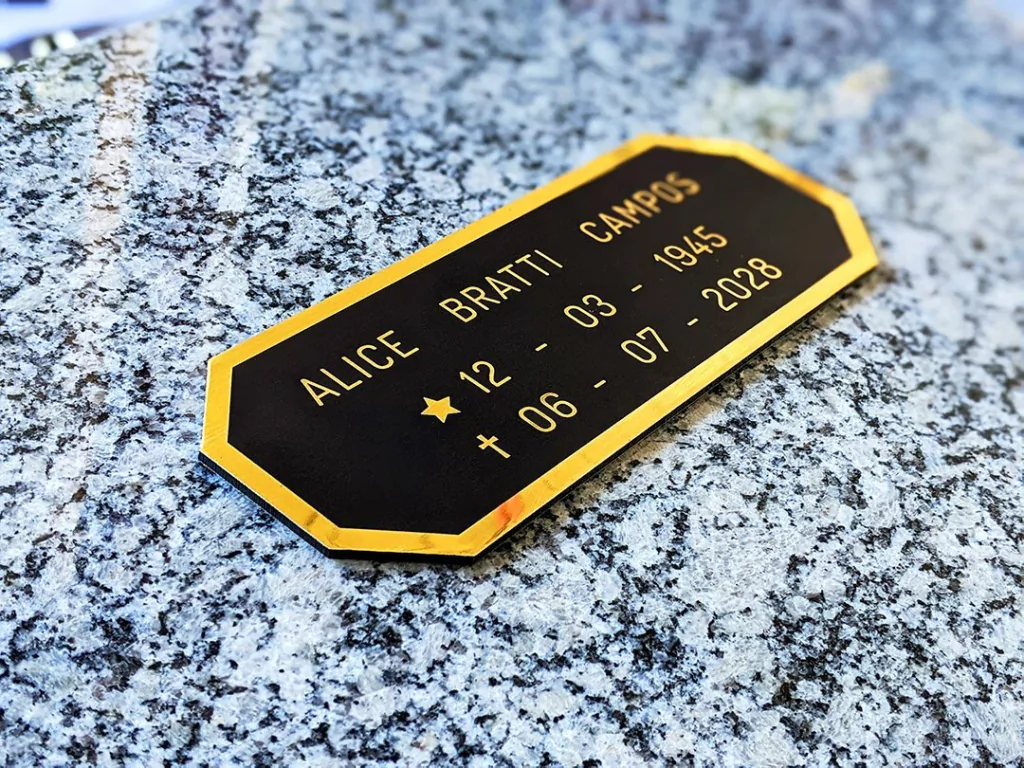 ALICE BRATTI CAMPOS
★ 12 - 03 - 1945
✝ 06 - 07 - 2028